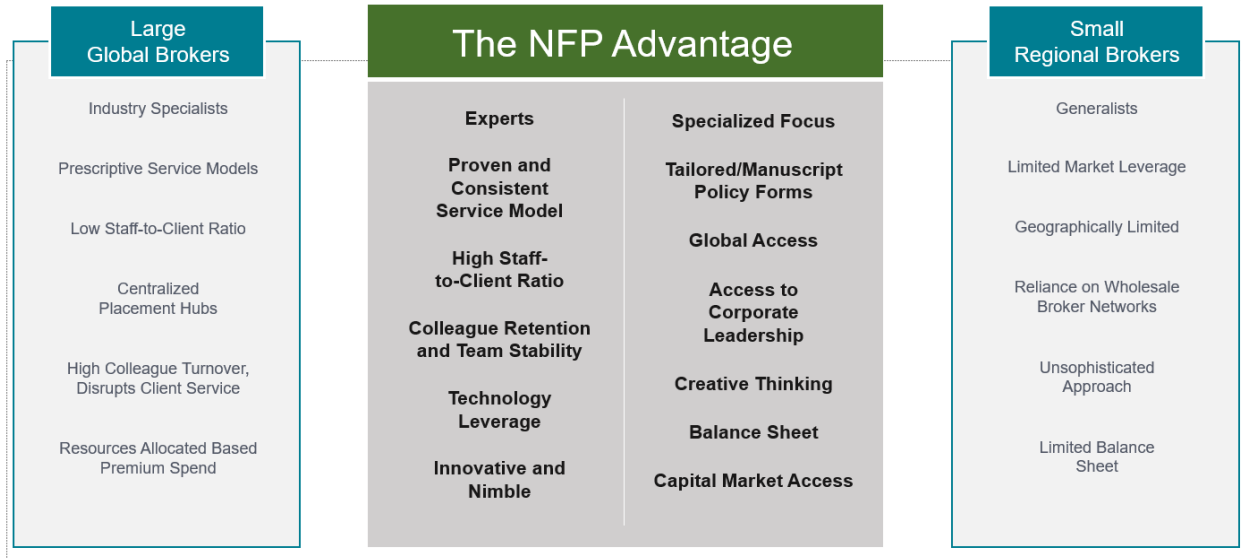 Large
Global Brokers
Industry Specialists
Prescriptive Service Models
Low Staff-to-Client Ratio
Centralized
Placement Hubs
High Colleague Turnover,
Disrupts Client Service
Resources Allocated Based
Premium Spend
The NFP Advantage
Experts
Proven and
Consistent
Service Model
High Staff-
to-Client Ratio
Colleague Retention
and Team Stability
Technology
Leverage
Innovative and
Nimble
Specialized Focus
Tailored/Manuscript
Policy Forms
Global Access
Access to
Corporate
Leadership
Creative Thinking
Balance Sheet
Capital Market Access
Small
Regional Brokers
Generalists
Limited Market Leverage
Geographically Limited
Reliance on Wholesale
Broker Networks
Unsophisticated
Approach
Limited Balance
Sheet